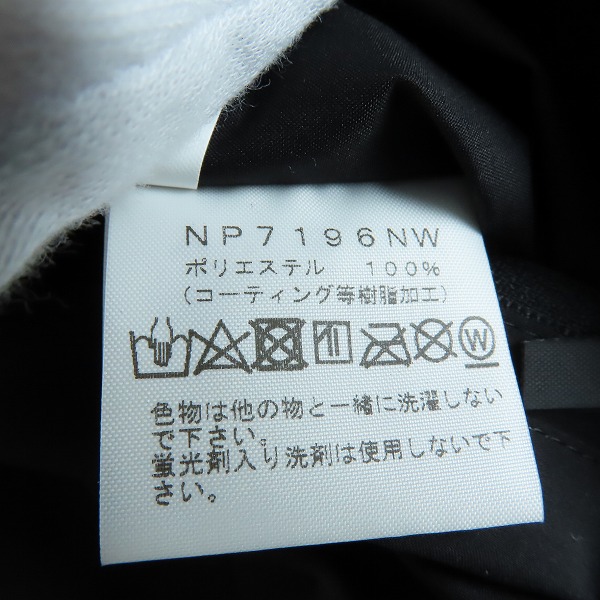 NP7196NW
ポリエステル 100%
(コーティング等樹脂加工)
W
色物は他の物と一緒に洗濯しない
で下さい。
蛍光剤入り洗剤は使用しないで下
さい。